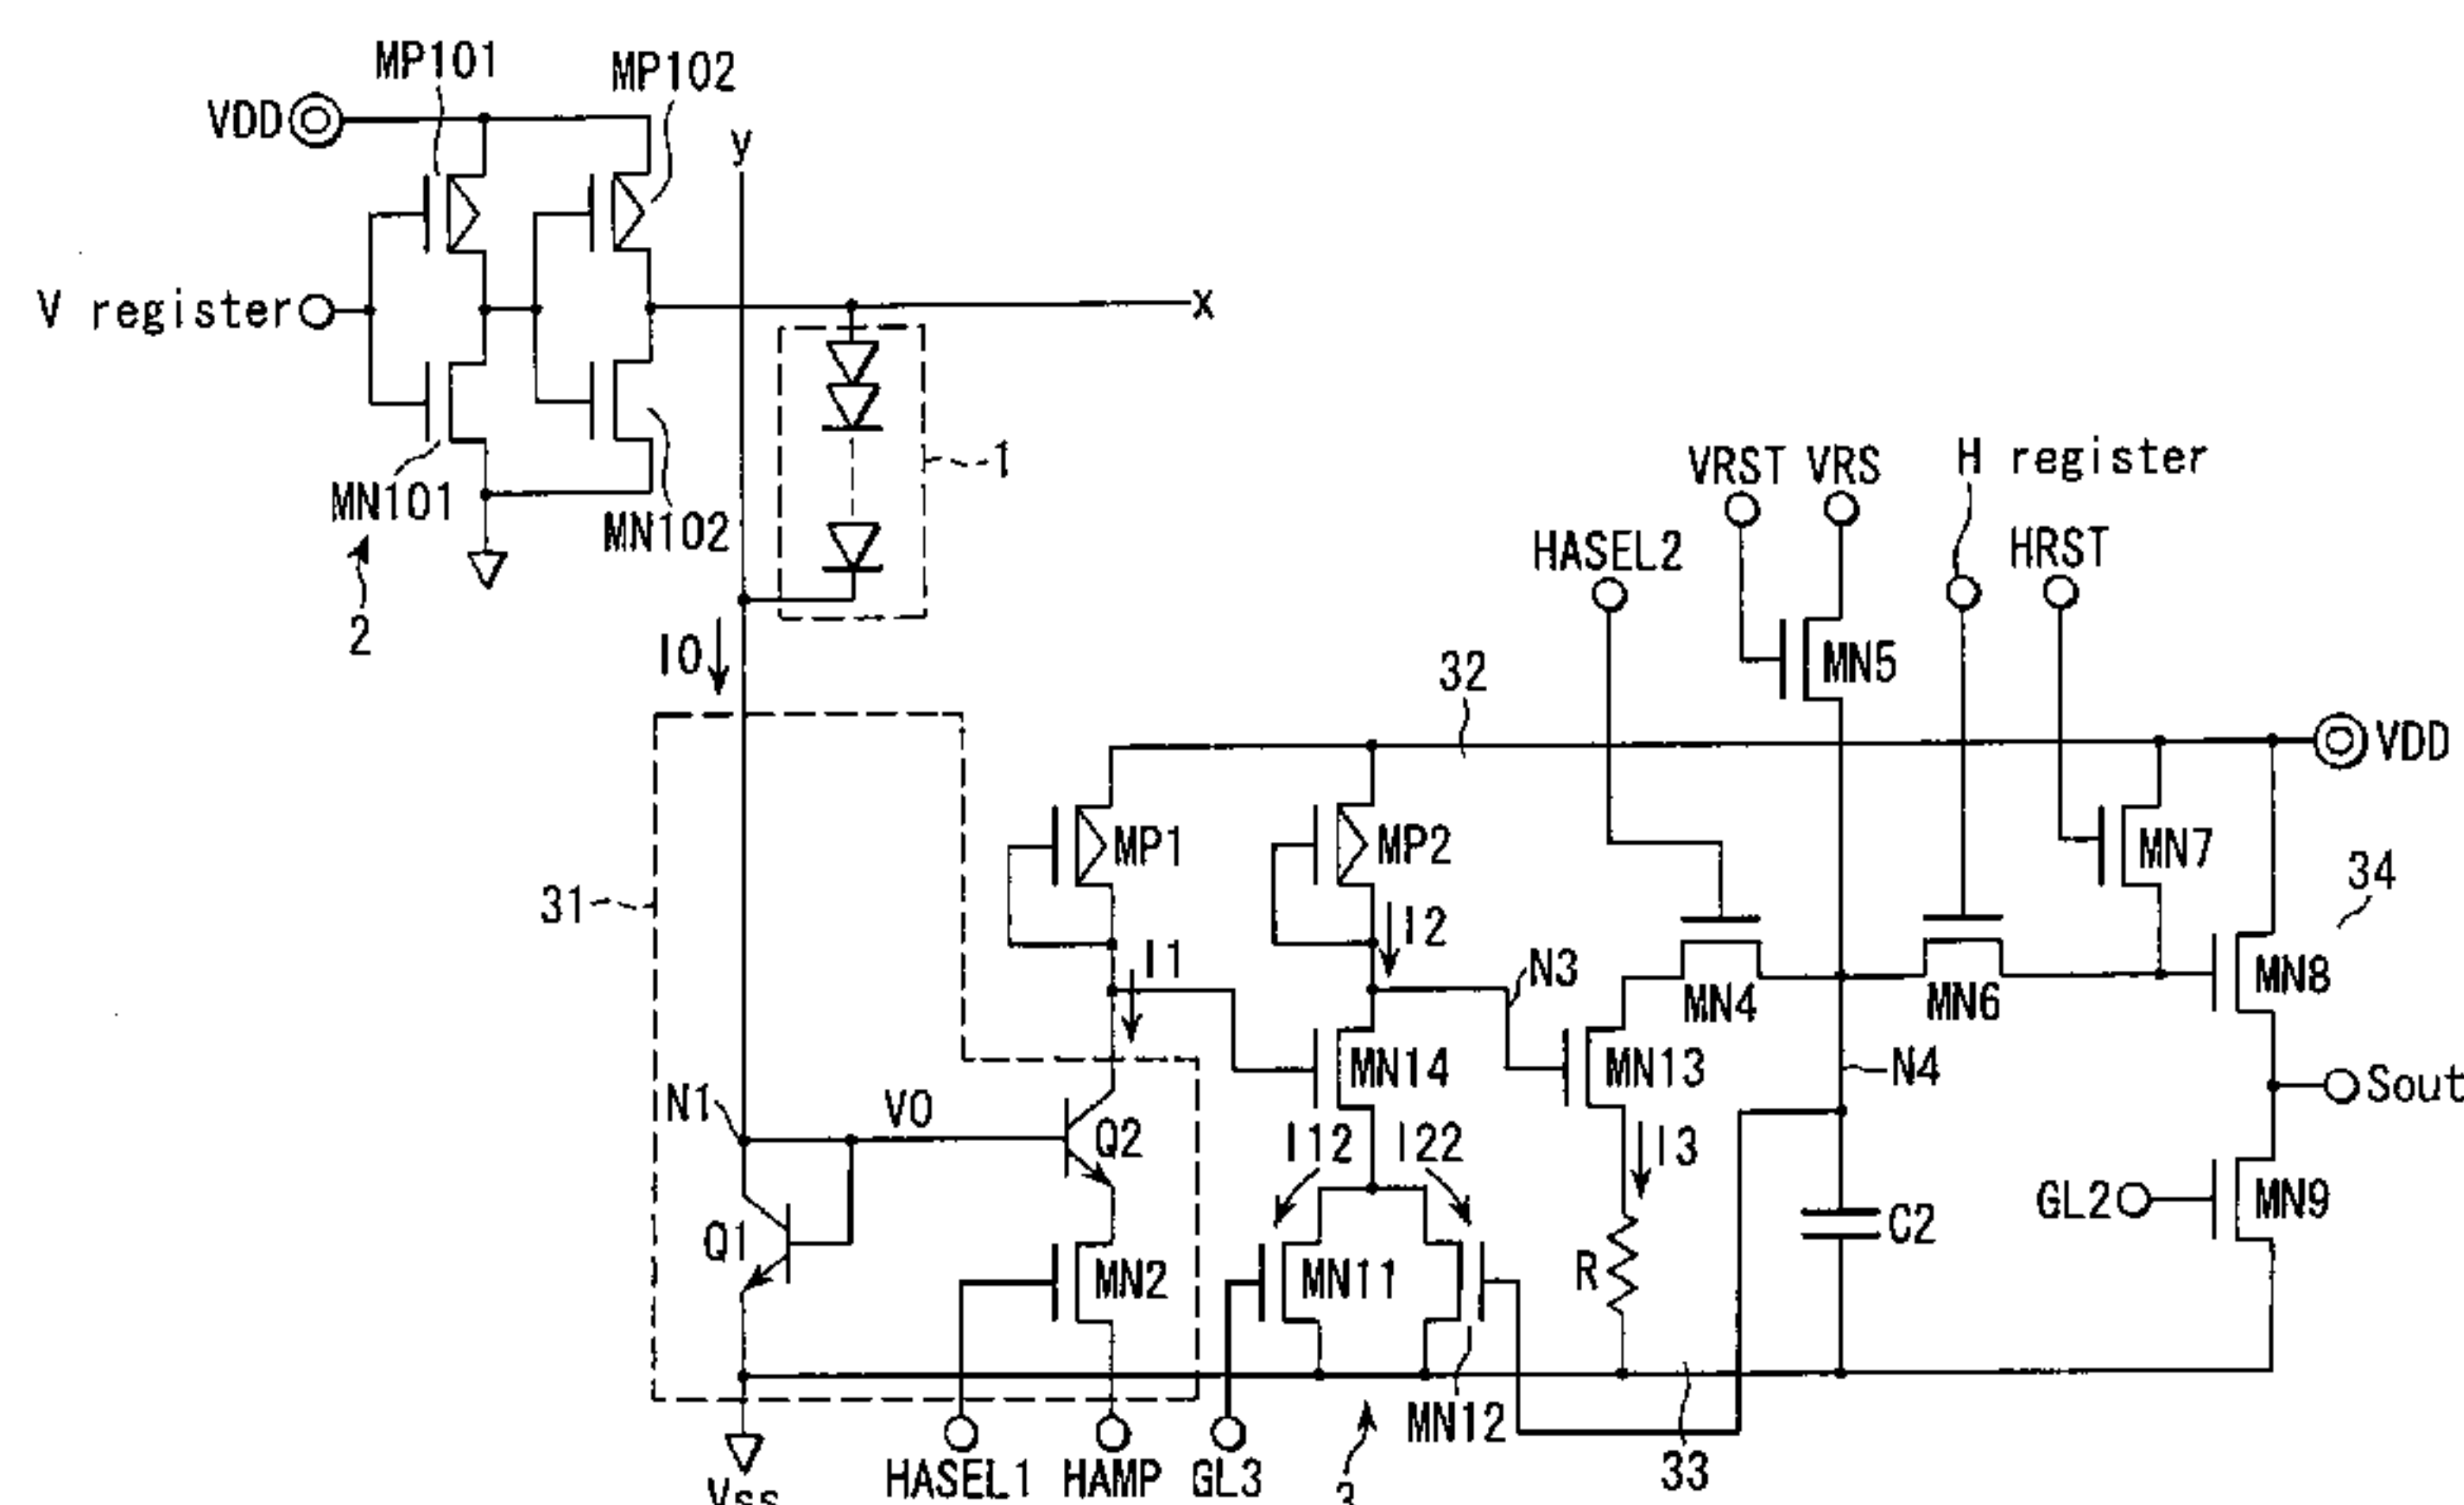 MP101
MP102
VDD
y
V register
x
1
MN101
MN102
2
VRST VRS
H register
HASEL2
HRST
I0
MN5
32
VDD
MP1
MP2
MN7
34
31
I1
I2
N3
MN4
MN6
MN8
N1
V0
Q2
MN14
MN13
N4
Sout
I12 I22
I3
Q1
MN2
MN11
R
C2
GL2
MN9
MN12
33
Vss
HASEL1 HAMP GL3
3